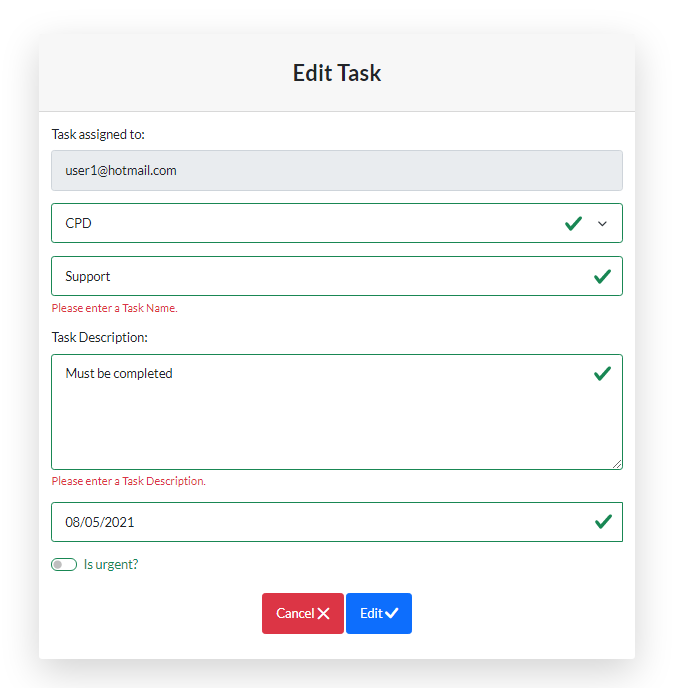 Edit Task
Task assigned to:
user1@hotmail.com
CPD
Support
Please enter a Task Name.
Task Description:
Must be completed
Please enter a Task Description.
08/05/2021
Is urgent?
Cancel
Edit